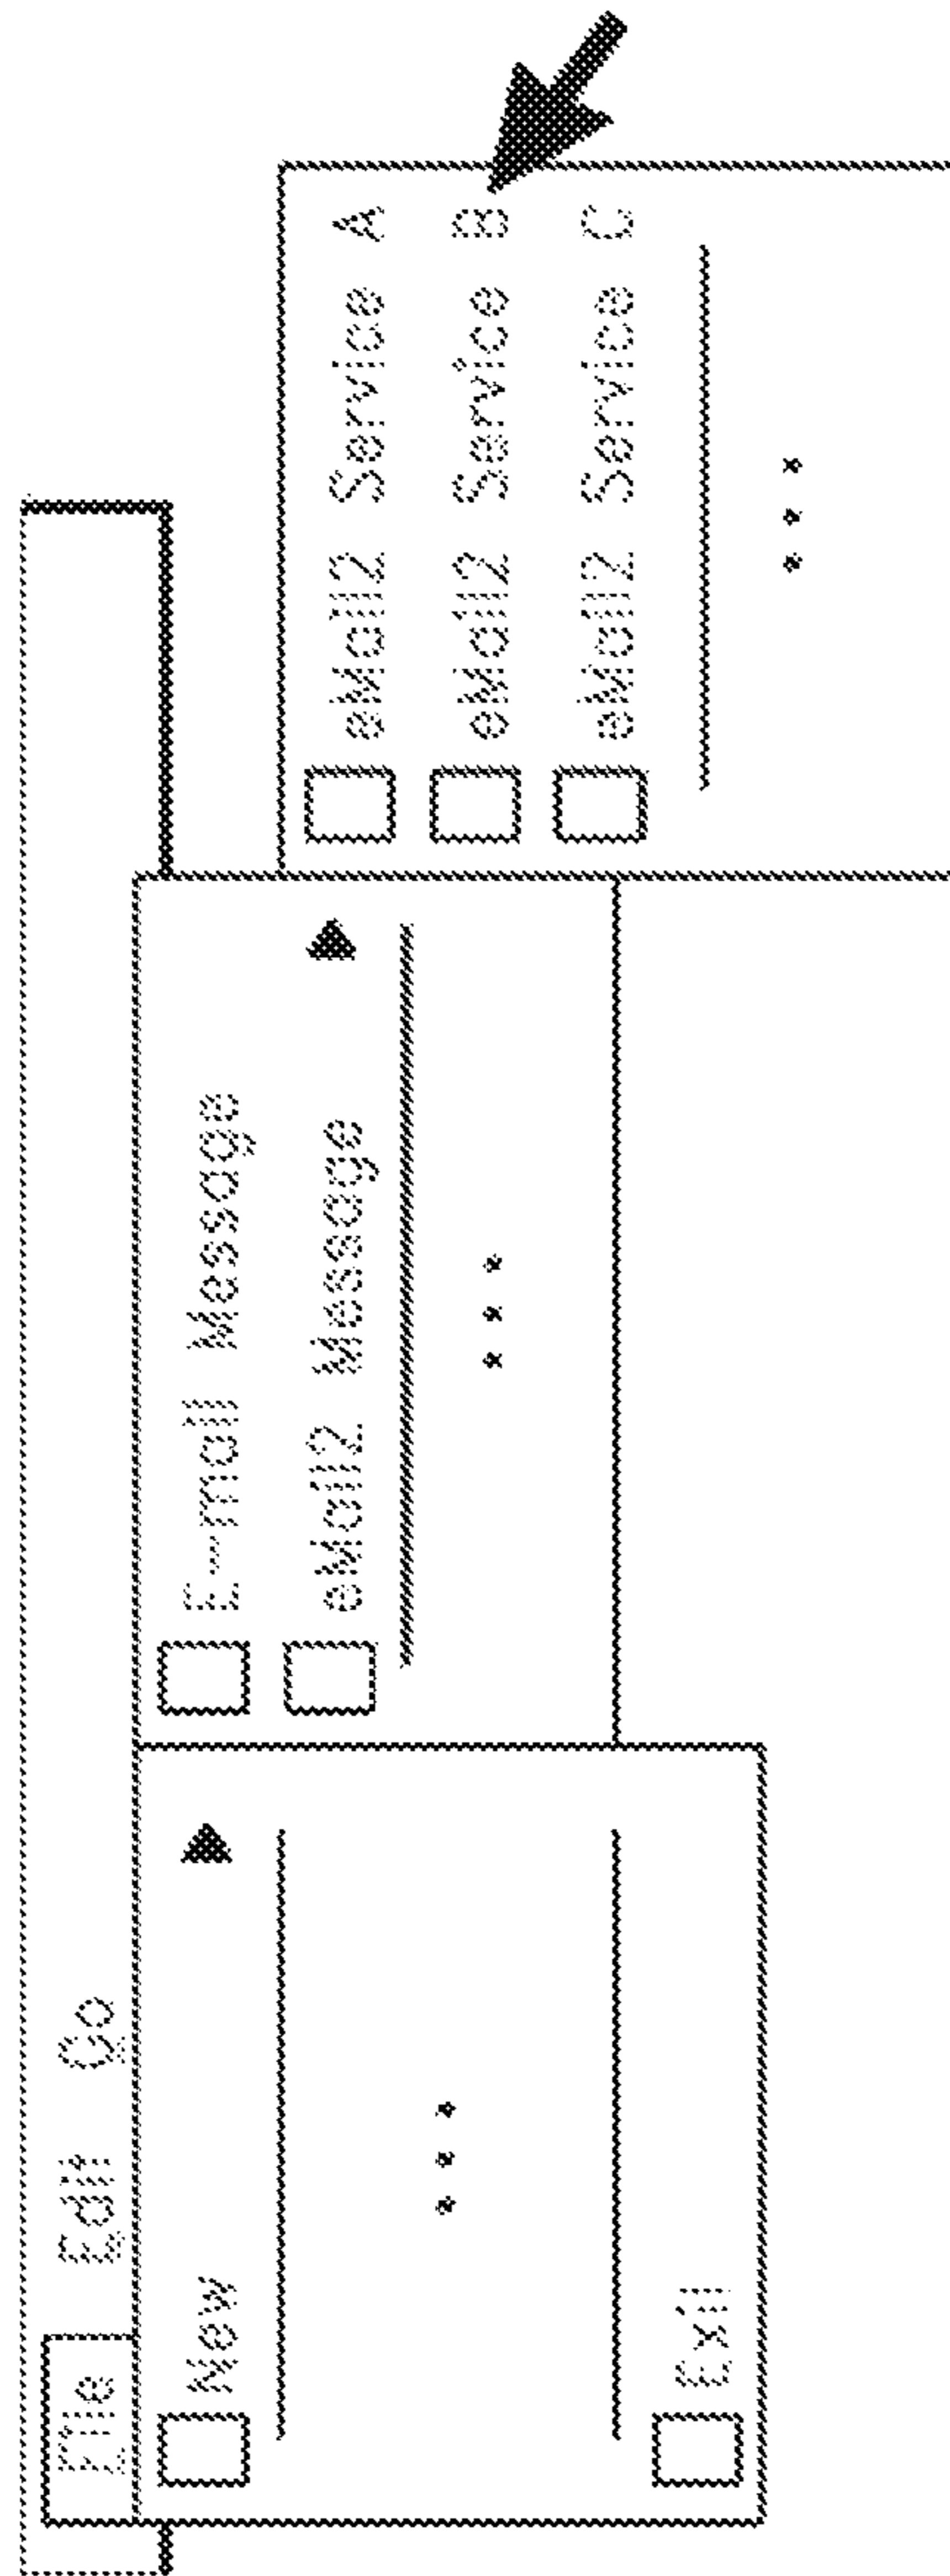 File Edit Go
New
Exit
E-mail Message
eMail2 Message
eMail2 Service A
eMail2 Service B
eMail2 Service C